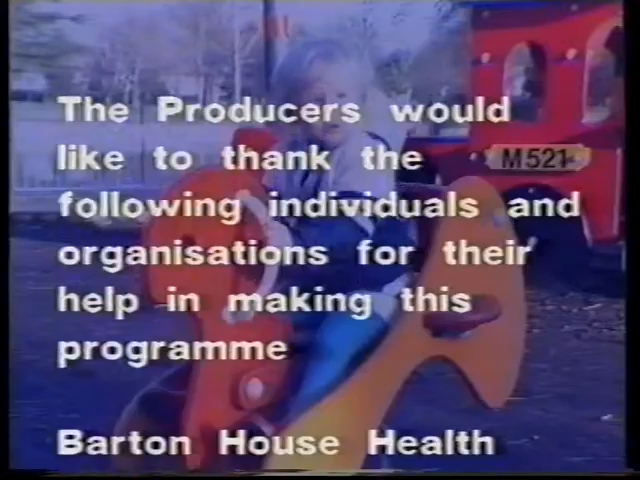 The Producers would
like to thank the
following individuals and
organisations for their
help in making this
programme
Barton House Health
M521